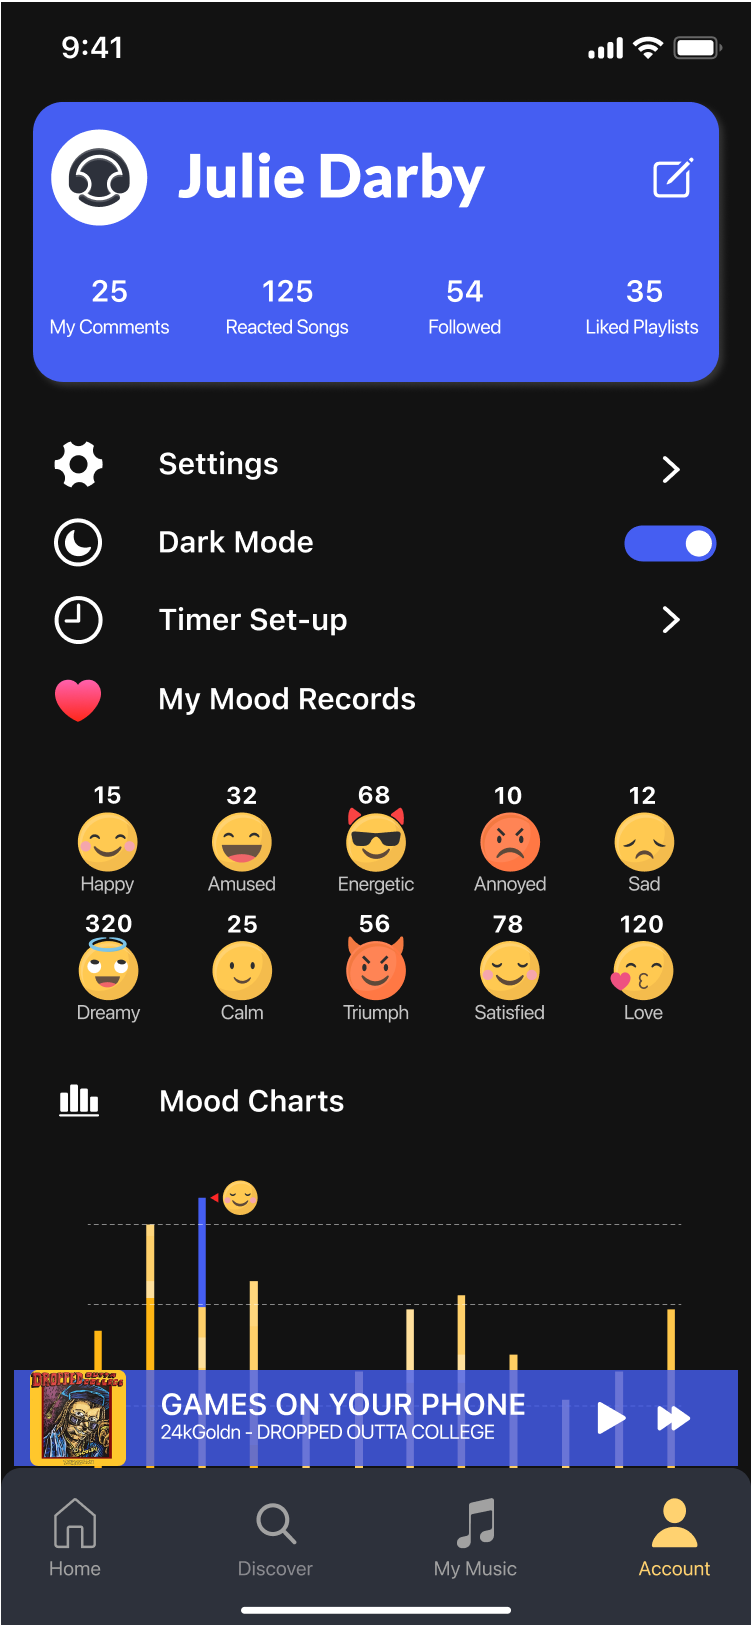 9:41
Julie Darby
25 125 54 35
My Comments Reacted Songs Followed Liked Playlists
Settings
Dark Mode
Timer Set-up
My Mood Records
15 32 68 10 12
Happy Amused Energetic Annoyed Sad
320 25 56 78 120
Dreamy Calm Triumph Satisfied Love
Mood Charts
DROPPED OUTTA COLLEGE
GAMES ON YOUR PHONE
24kGoldn - DROPPED OUTTA COLLEGE
Home Discover My Music Account